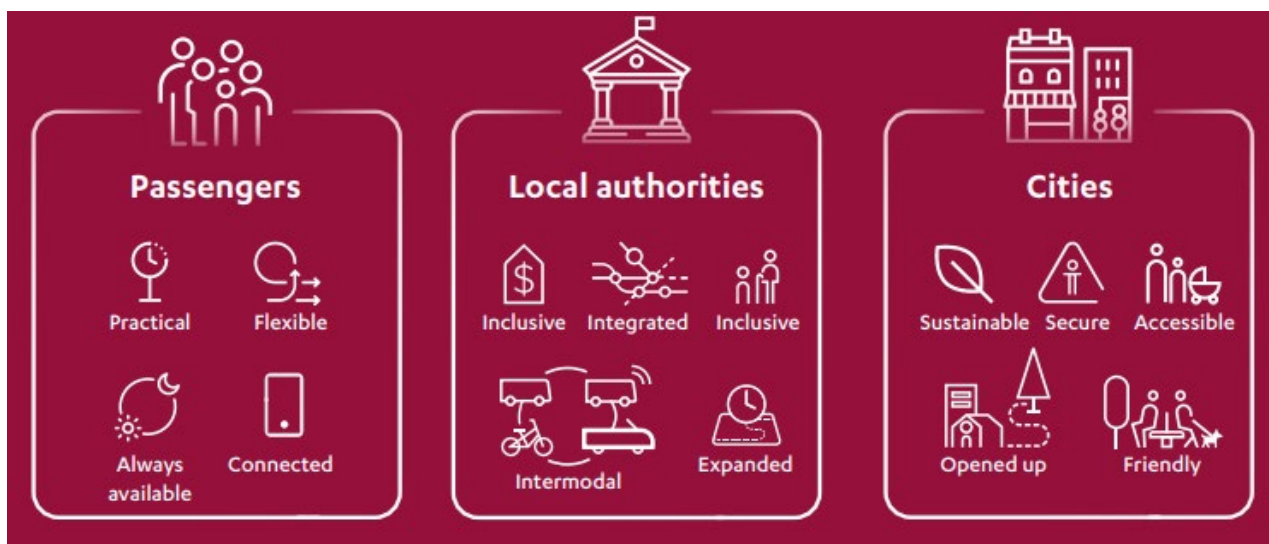 Passengers
Practical
Flexible
Always
available
Connected
Local authorities
$
Inclusive
Integrated
Inclusive
Intermodal
Expanded
Cities
Sustainable
Secure
Accessible
Opened up
Friendly